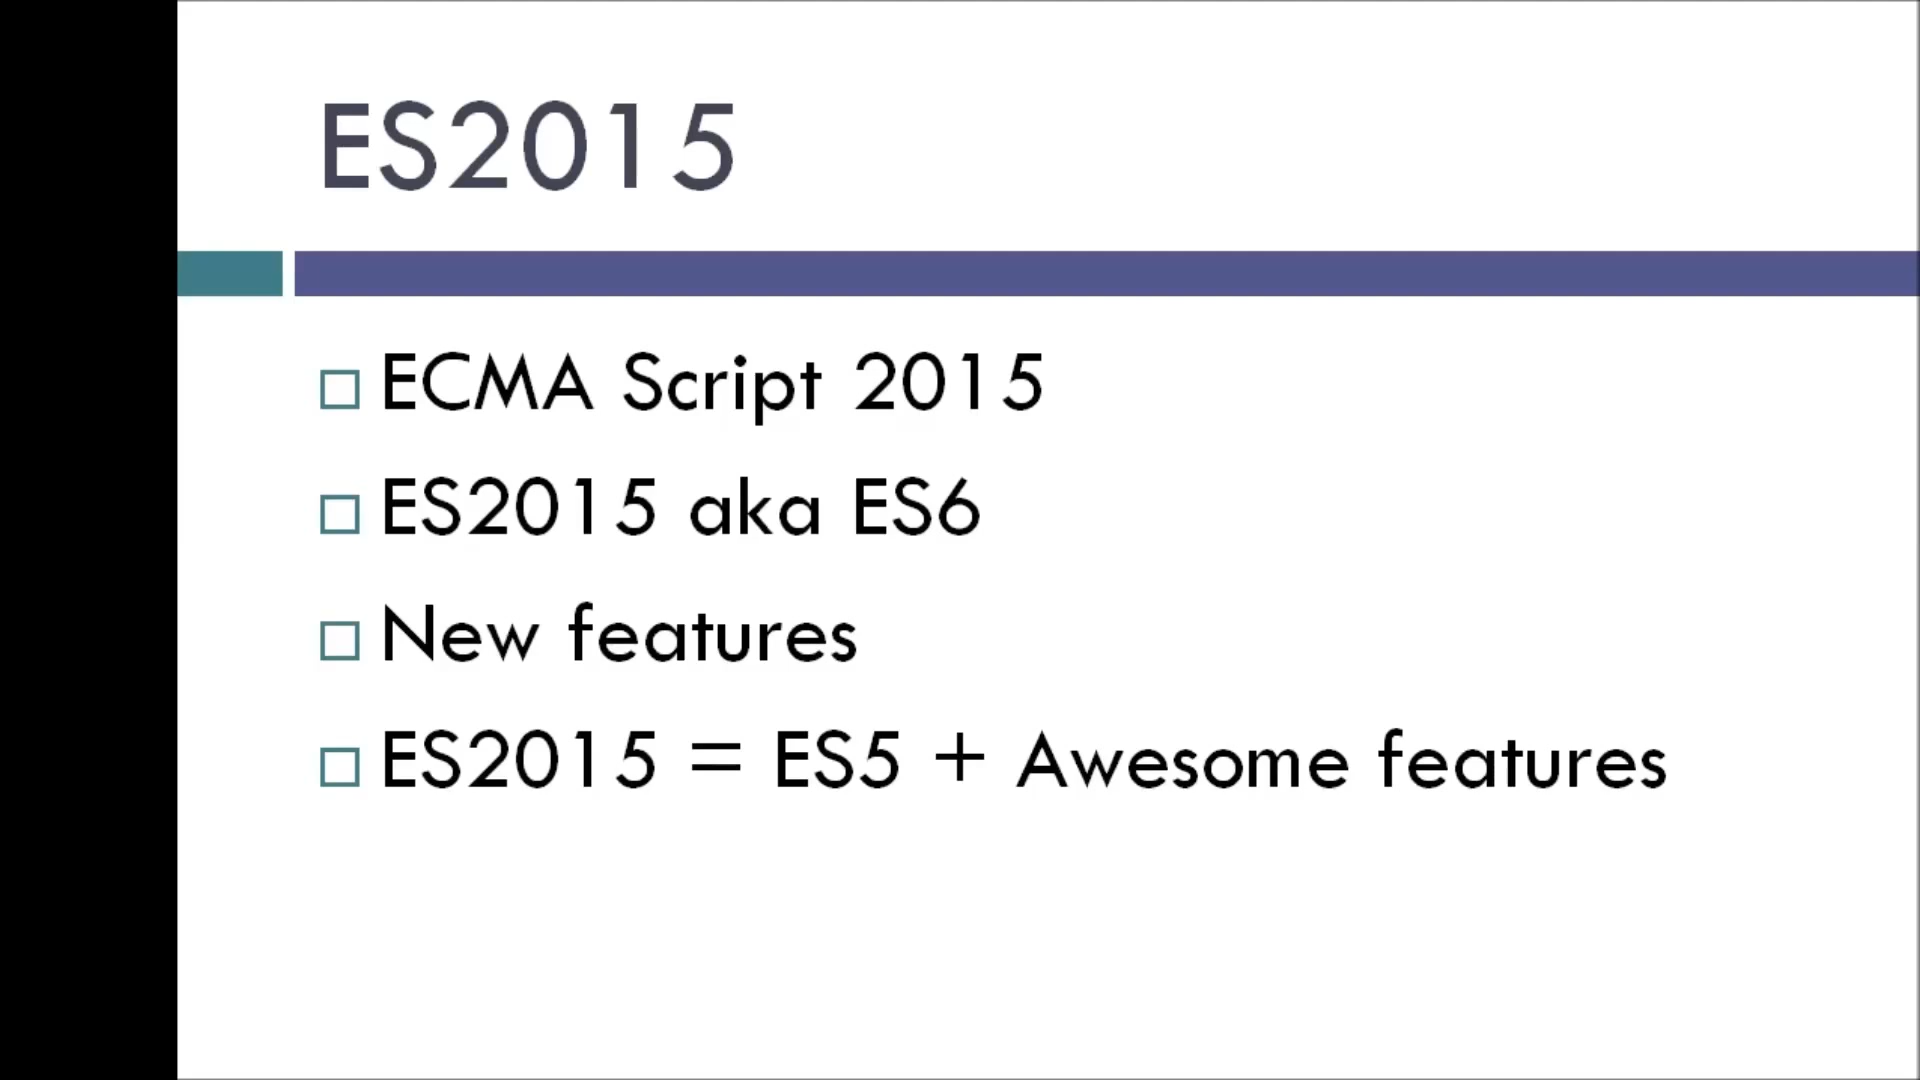 ES2015
ECMA Script 2015
ES2015 aka ES6
New features
ES2015 = ES5 + Awesome features